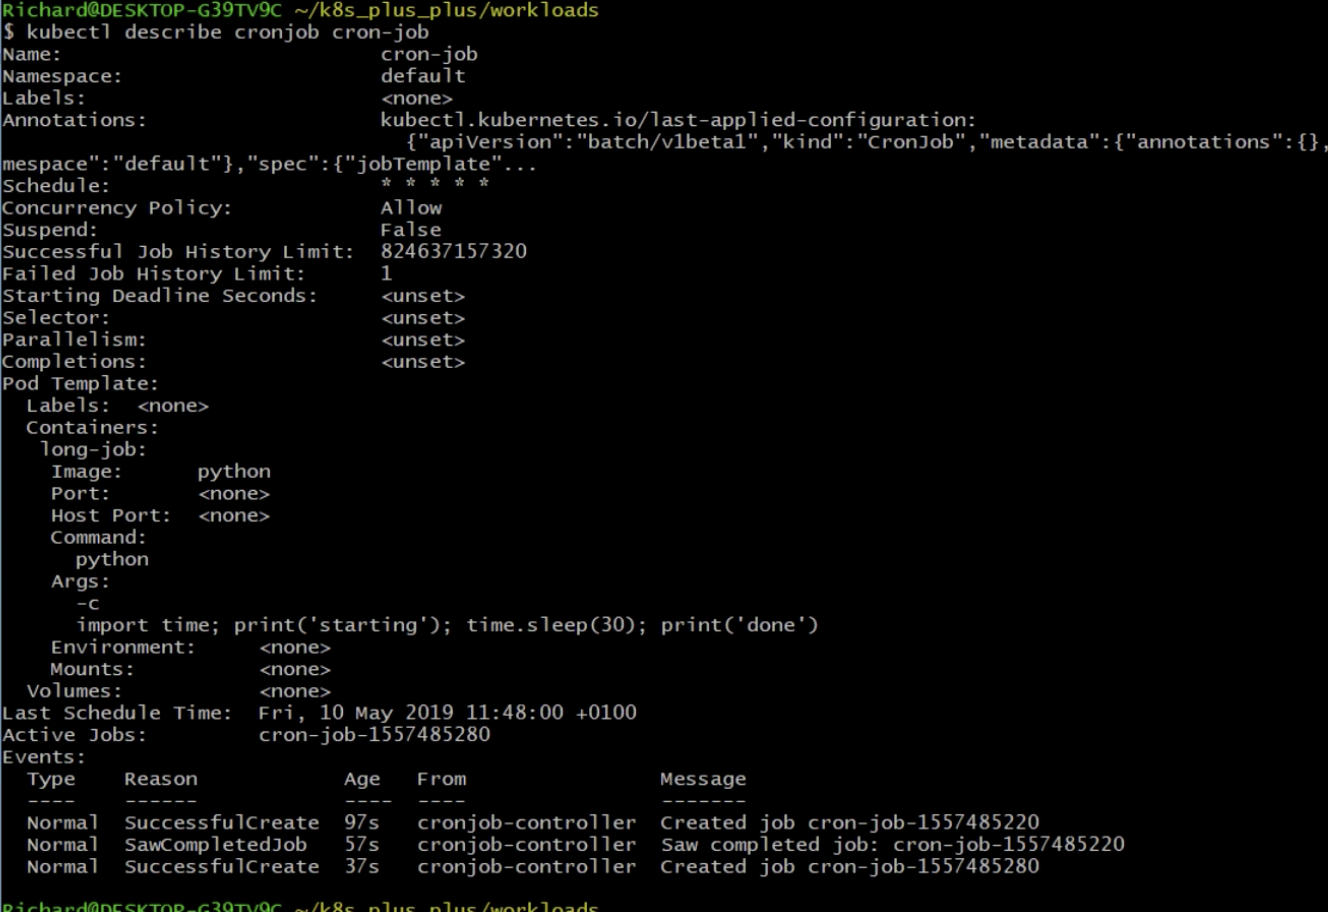 Richard@DESKTOP-G39TV9C ~/k8s_plus_plus/workloads
$ kubectl describe cronjob cron-job
Name:                          cron-job
Namespace:                     default
Labels:                        <none>
Annotations:                   kubectl.kubernetes.io/last-applied-configuration:
                                 {"apiVersion":"batch/v1beta1","kind":"CronJob","metadata":{"annotations":{},
mespace":"default"},"spec":{"jobTemplate"...
Schedule:                      * * * * *
Concurrency Policy:            Allow
Suspend:                       False
Successful Job History Limit:  824637157320
Failed Job History Limit:      1
Starting Deadline Seconds:     <unset>
Selector:                      <unset>
Parallelism:                   <unset>
Completions:                   <unset>
Pod Template:
  Labels:  <none>
  Containers:
   long-job:
    Image:      python
    Port:       <none>
    Host Port:  <none>
    Command:
      python
    Args:
      -c
      import time; print('starting'); time.sleep(30); print('done')
    Environment:     <none>
    Mounts:          <none>
  Volumes:           <none>
Last Schedule Time:  Fri, 10 May 2019 11:48:00 +0100
Active Jobs:         cron-job-1557485280
Events:
  Type    Reason            Age   From                Message
  ----    ------            ----  ----                -------
  Normal  SuccessfulCreate  97s   cronjob-controller  Created job cron-job-1557485220
  Normal  SawCompletedJob   57s   cronjob-controller  Saw completed job: cron-job-1557485220
  Normal  SuccessfulCreate  37s   cronjob-controller  Created job cron-job-1557485280
Richard@DESKTOP-G39TV9C ~/k8s_plus_plus/workloads